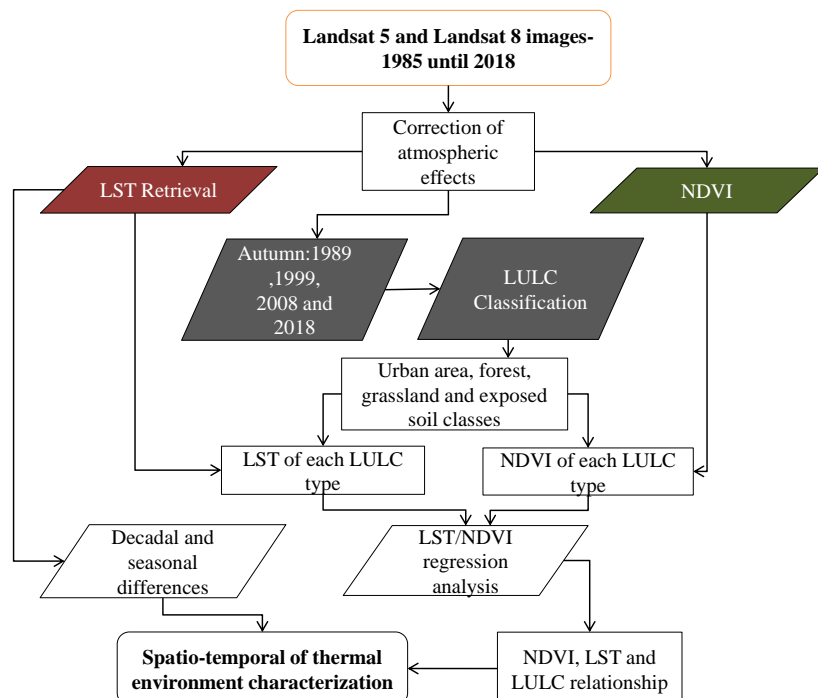 Landsat 5 and Landsat 8 images-
1985 until 2018
Correction of
atmospheric
effects
LST Retrieval
NDVI
Autumn:1989
,1999,
2008 and
2018
LULC
Classification
Urban area, forest,
grassland and exposed
soil classes
LST of each LULC
type
NDVI of each LULC
type
Decadal and
seasonal
differences
LST/NDVI
regression
analysis
Spatio-temporal of thermal
environment characterization
NDVI, LST and
LULC relationship